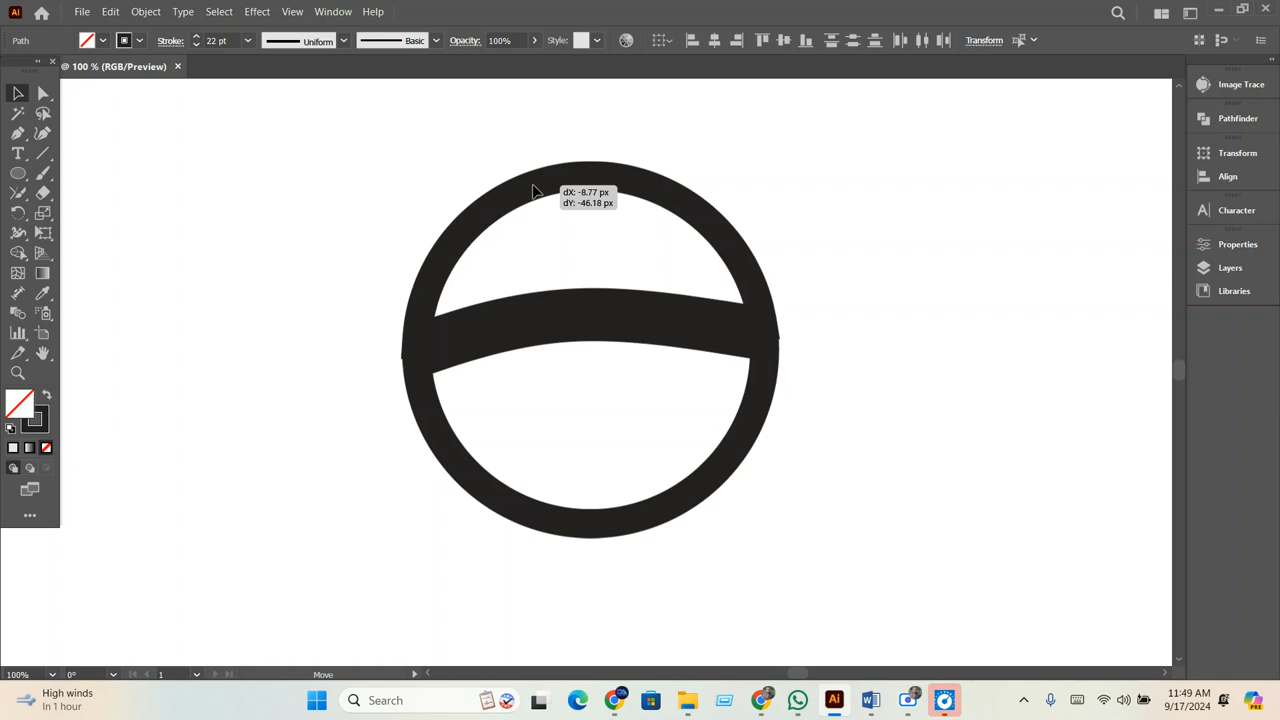 Ai File Edit Object Type Select Effect View Window Help
Path Stroke: 22 pt Uniform Basic Opacity: 100% Style: Transform
@ 100 % (RGB/Preview)
Image Trace
Pathfinder
Transform
Align
Character
Properties
Layers
Libraries
dX: -8.77 px
dY: -46.18 px
100% 0° 1 Move
High winds
In 1 hour
Search
Ai
11:49 AM
9/17/2024
PRE